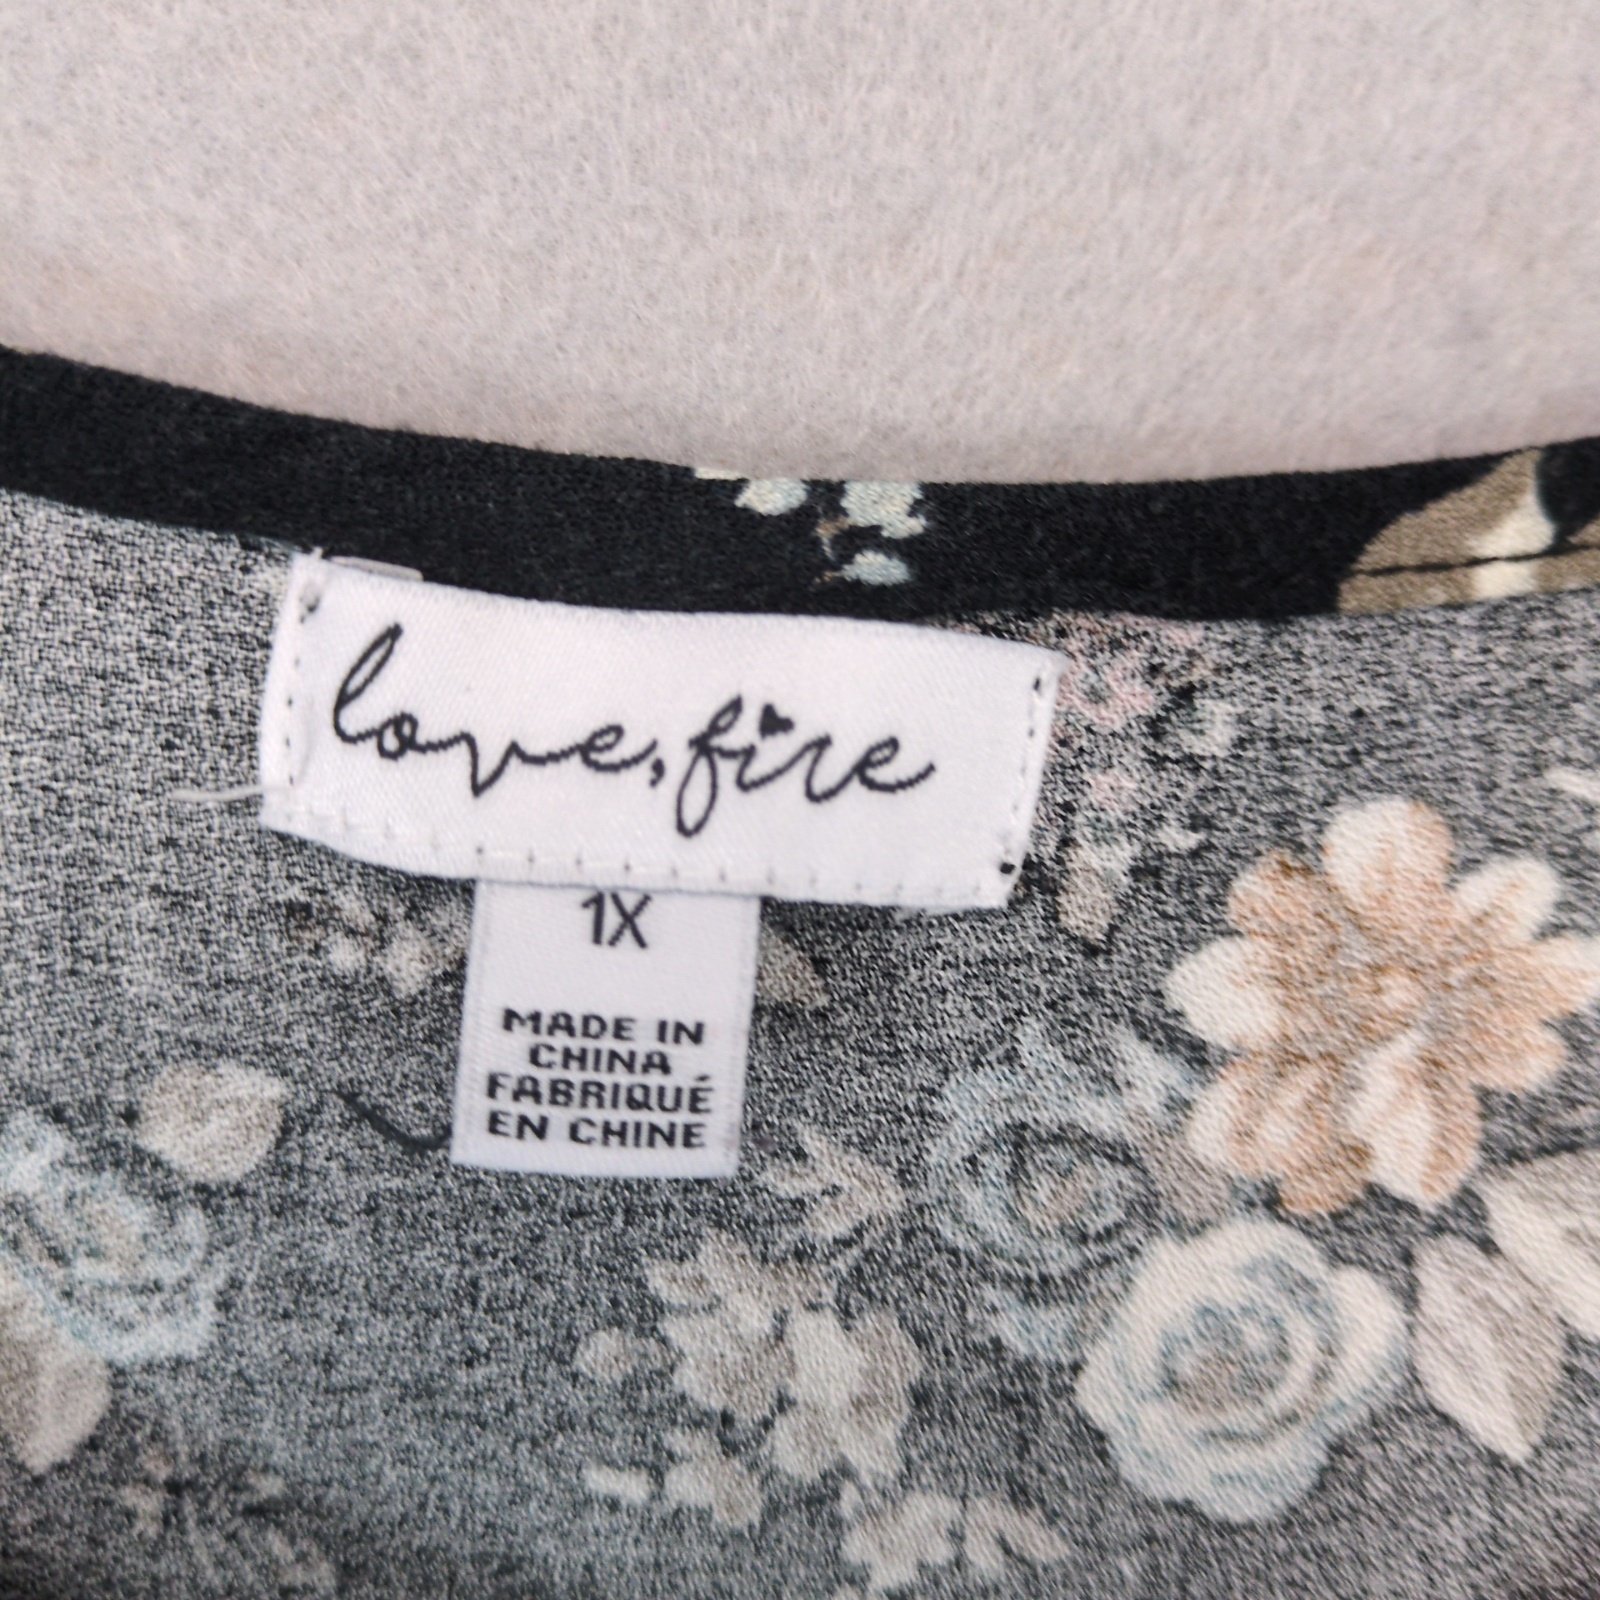 love, fire
1X
MADE IN
CHINA
FABRIQUÉ
EN CHINE